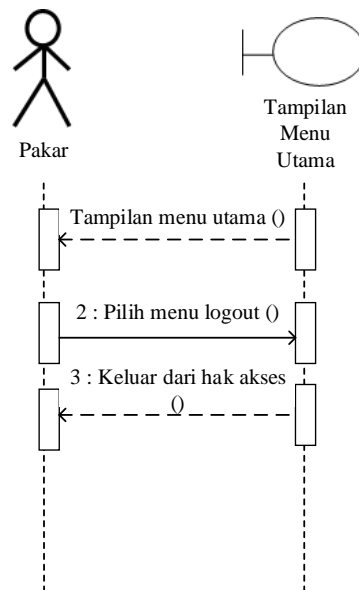 Pakar
Tampilan
Menu
Utama
Tampilan menu utama ()
2 : Pilih menu logout ()
3 : Keluar dari hak akses
()